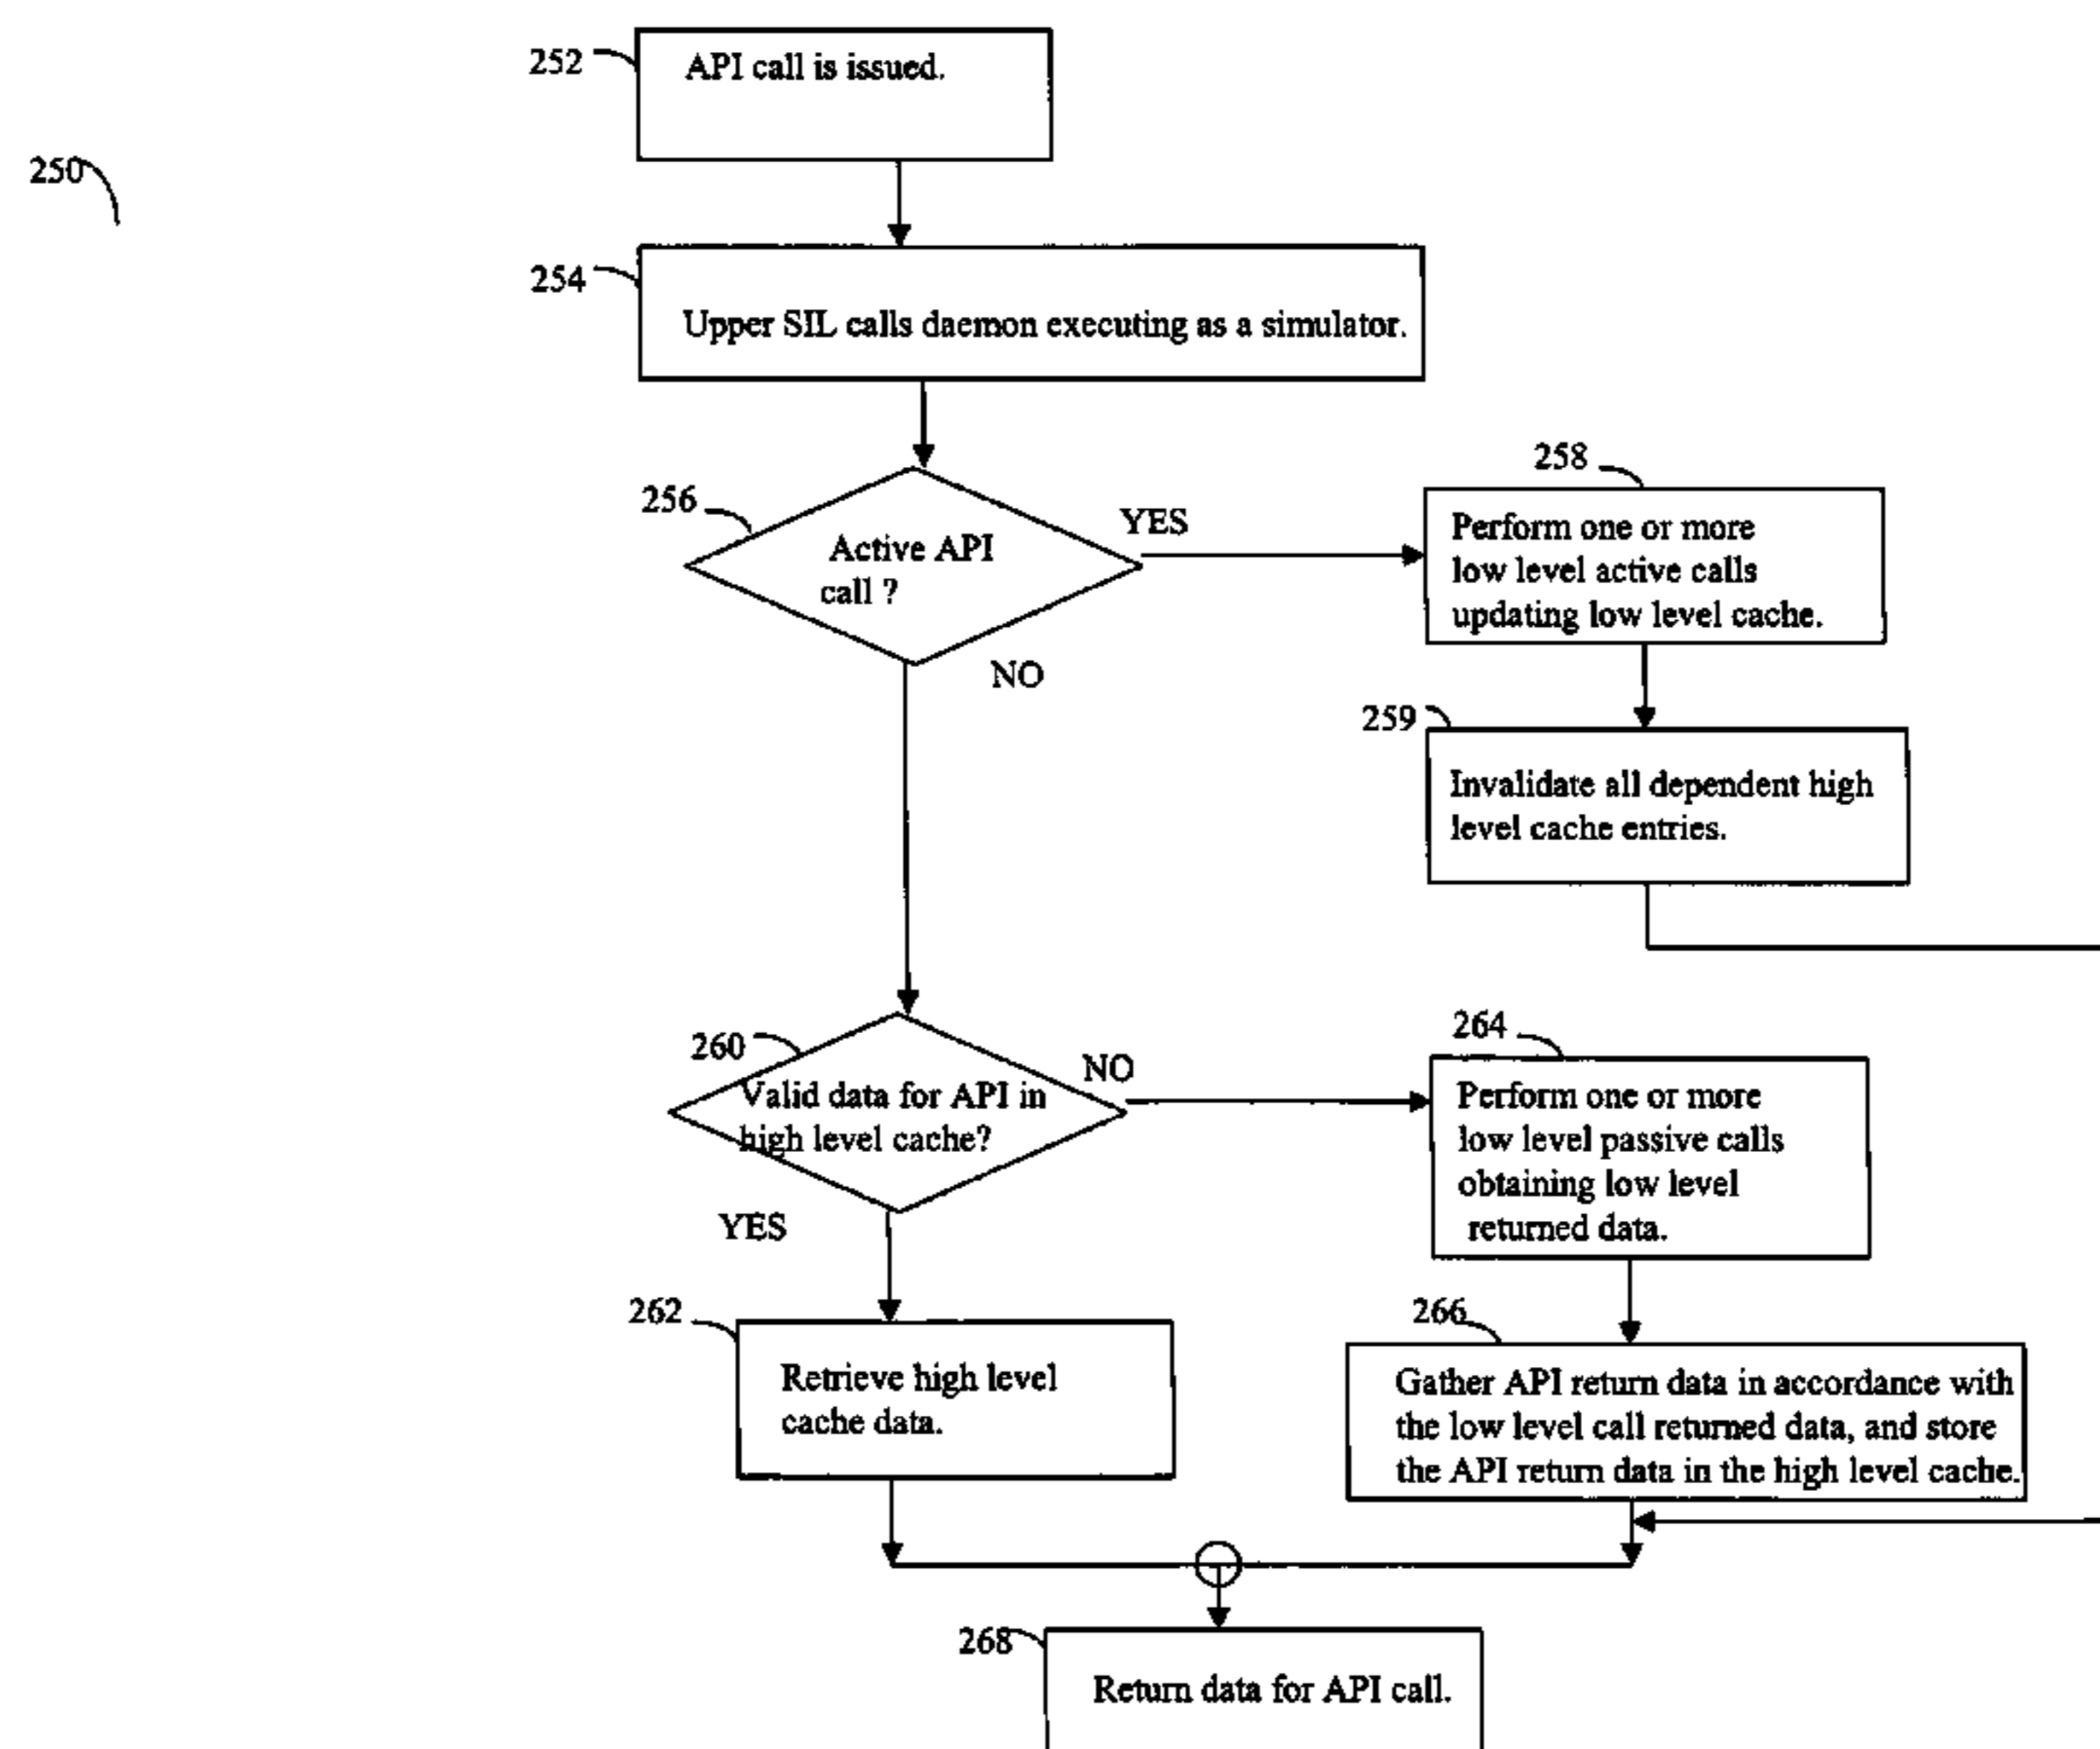 252
API call is issued.
250
254
Upper SIL calls daemon executing as a simulator.
256
Active API
call ?
YES
NO
258
Perform one or more
low level active calls
updating low level cache.
259
Invalidate all dependent high
level cache entries.
260
Valid data for API in
high level cache?
NO
YES
264
Perform one or more
low level passive calls
obtaining low level
returned data.
262
Retrieve high level
cache data.
266
Gather API return data in accordance with
the low level call returned data, and store
the API return data in the high level cache.
268
Return data for API call.